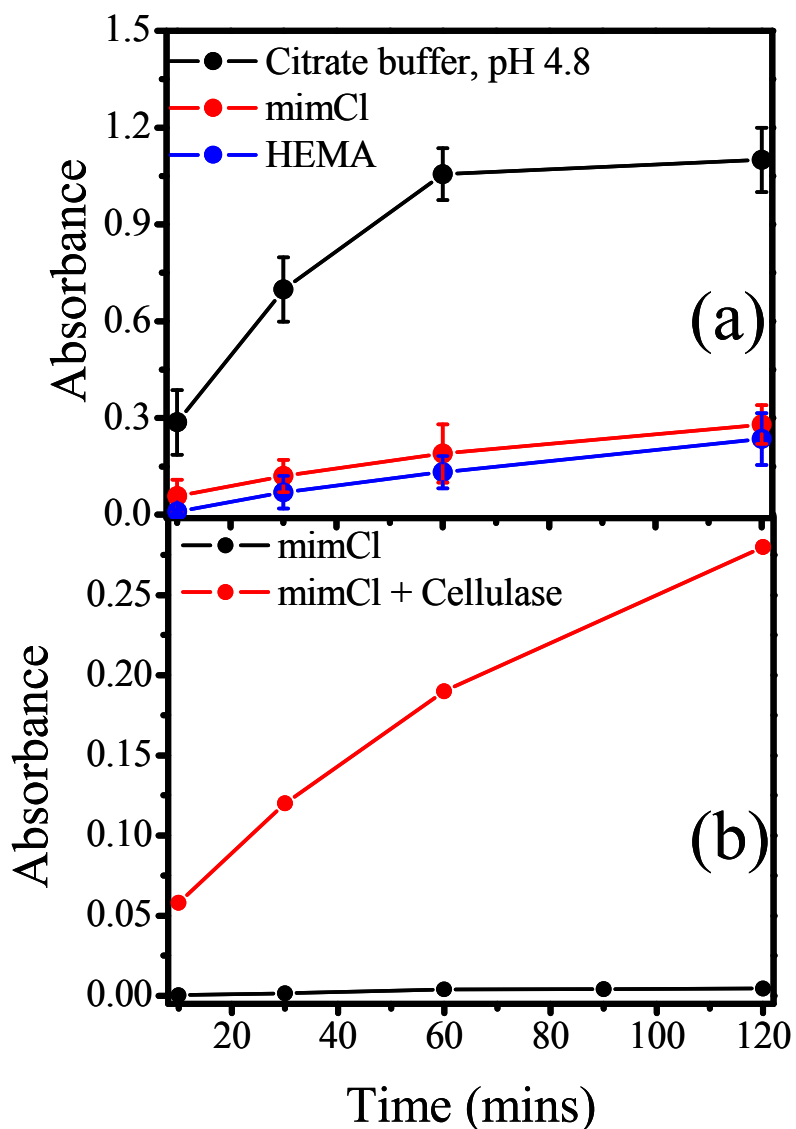 1.5
Citrate buffer, pH 4.8
mimCl
HEMA
1.2
0.9
0.6
0.3
0.0
Absorbance
(a)
mimCl
mimCl + Cellulase
0.25
0.20
0.15
0.10
0.05
0.00
Absorbance
(b)
20 40 60 80 100 120
Time (mins)